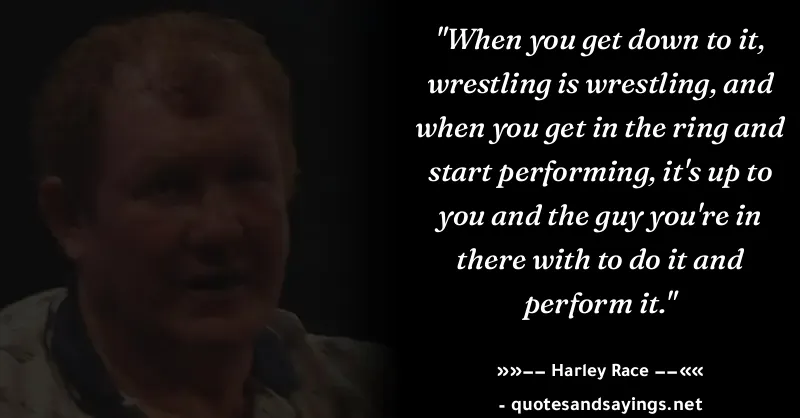 "When you get down to it,
wrestling is wrestling, and
when you get in the ring and
start performing, it's up to
you and the guy you're in
there with to do it and
perform it."
»»−− Harley Race −−««
- quotesandsayings.net